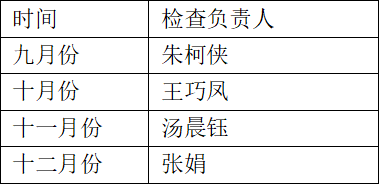 时间 检查负责人
九月份 朱柯侠
十月份 王巧凤
十一月份 汤晨钰
十二月份 张娟